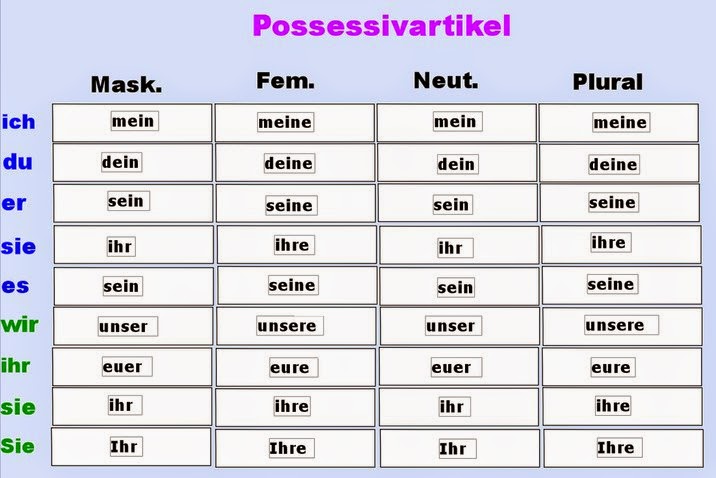 Possessivartikel
Mask. Fem. Neut. Plural
ich mein meine mein meine
du dein deine dein deine
er sein seine sein seine
sie ihr ihre ihr ihre
es sein seine sein seine
wir unser unsere unser unsere
ihr euer eure euer eure
sie ihr ihre ihr ihre
Sie Ihr Ihre Ihr Ihre